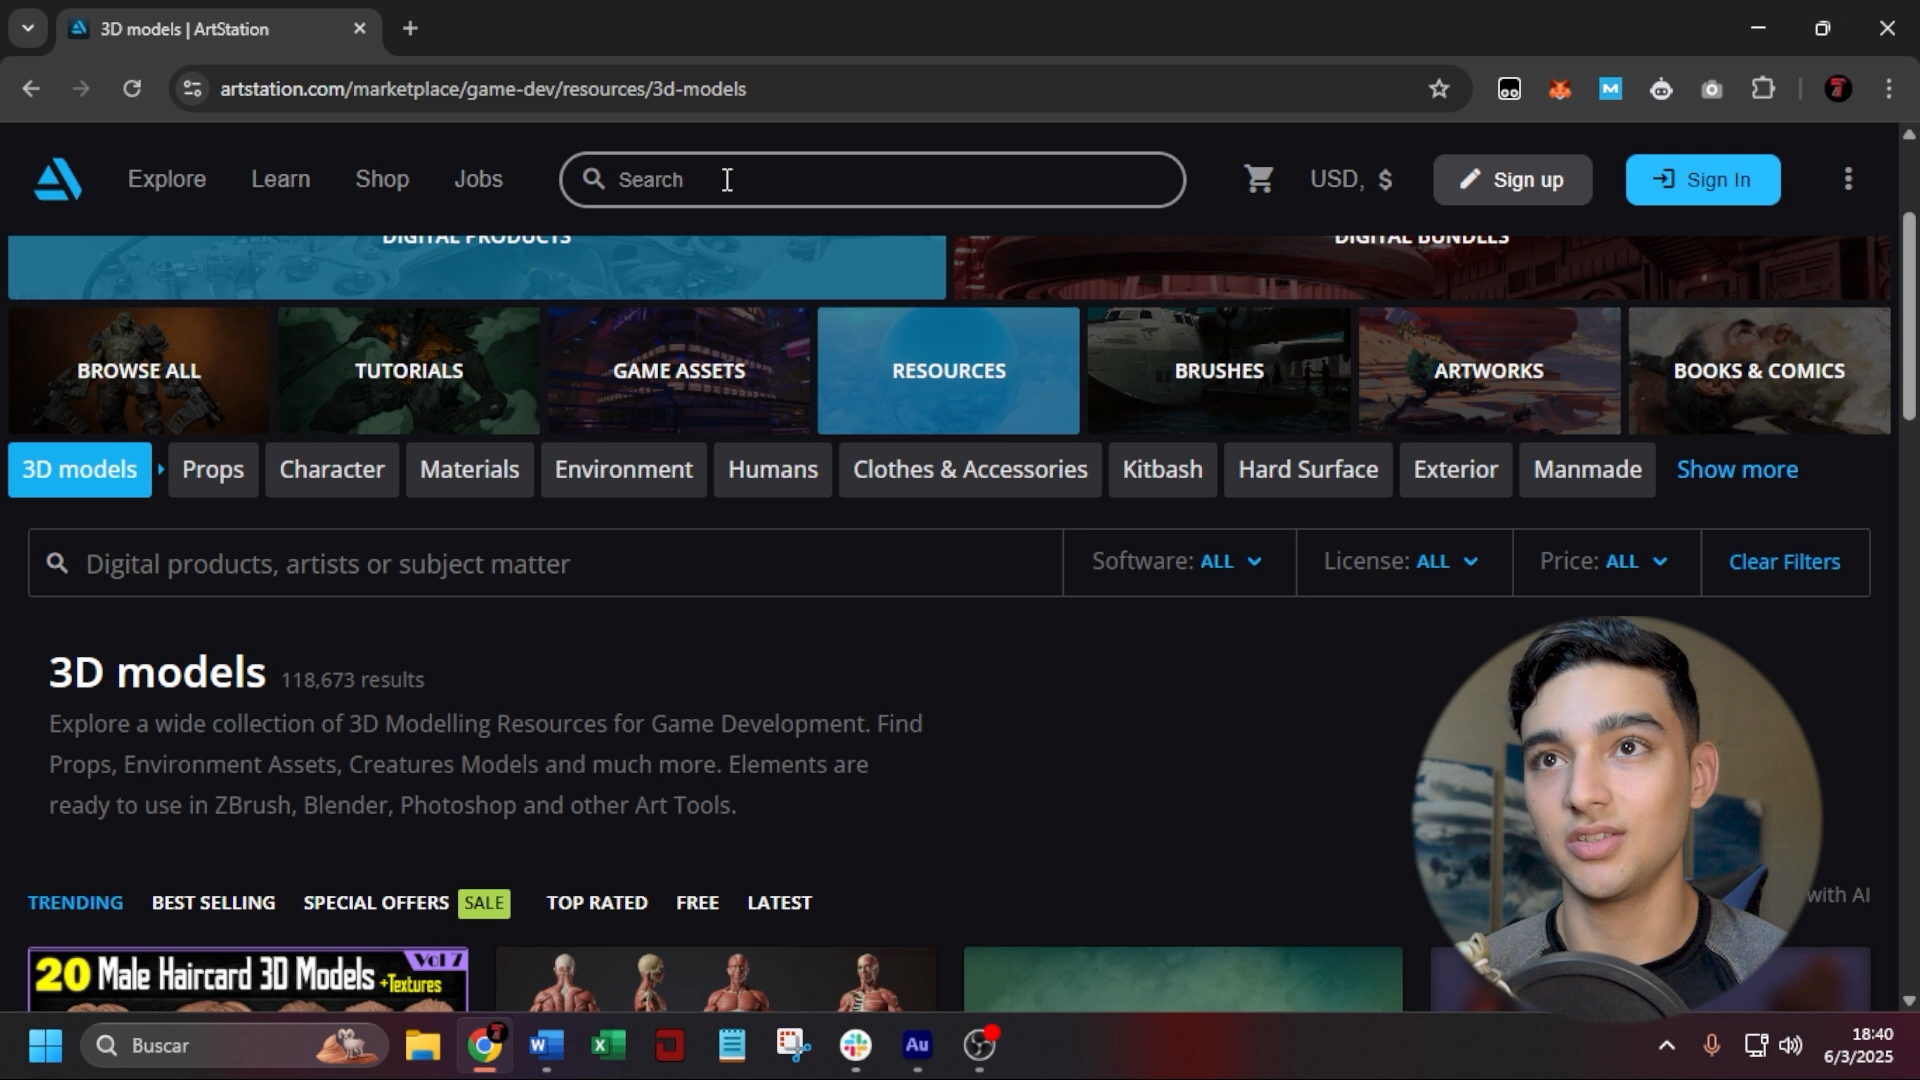 3D models | ArtStation
artstation.com/marketplace/game-dev/resources/3d-models
Explore Learn Shop Jobs Search USD, $ Sign up Sign In
DIGITAL PRODUCTS DIGITAL BUNDLES
BROWSE ALL TUTORIALS GAME ASSETS RESOURCES BRUSHES ARTWORKS BOOKS & COMICS
3D models Props Character Materials Environment Humans Clothes & Accessories Kitbash Hard Surface Exterior Manmade Show more
Digital products, artists or subject matter Software: ALL License: ALL Price: ALL Clear Filters
3D models 118,673 results
Explore a wide collection of 3D Modelling Resources for Game Development. Find
Props, Environment Assets, Creatures Models and much more. Elements are
ready to use in ZBrush, Blender, Photoshop and other Art Tools.
TRENDING BEST SELLING SPECIAL OFFERS SALE TOP RATED FREE LATEST with AI
20 Male Haircard 3D Models +Textures Vol 7
Buscar
Au
18:40
6/3/2025